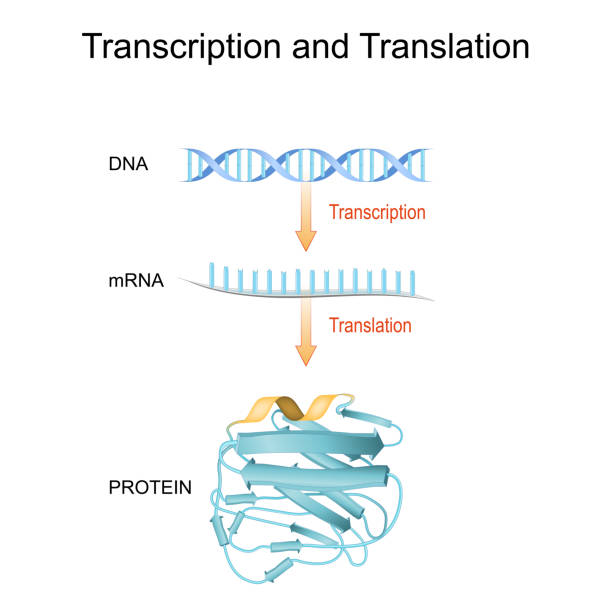 Transcription and Translation
DNA
Transcription
mRNA
Translation
PROTEIN